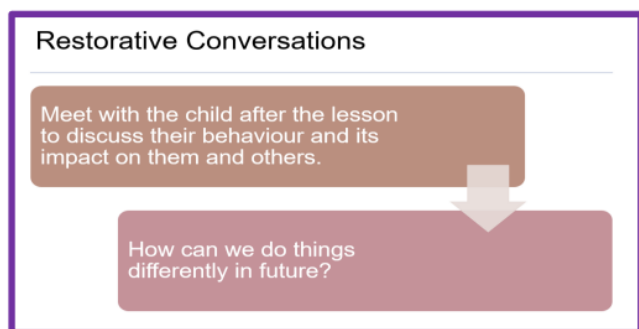 Restorative Conversations
Meet with the child after the lesson
to discuss their behaviour and its
impact on them and others.
How can we do things
differently in future?